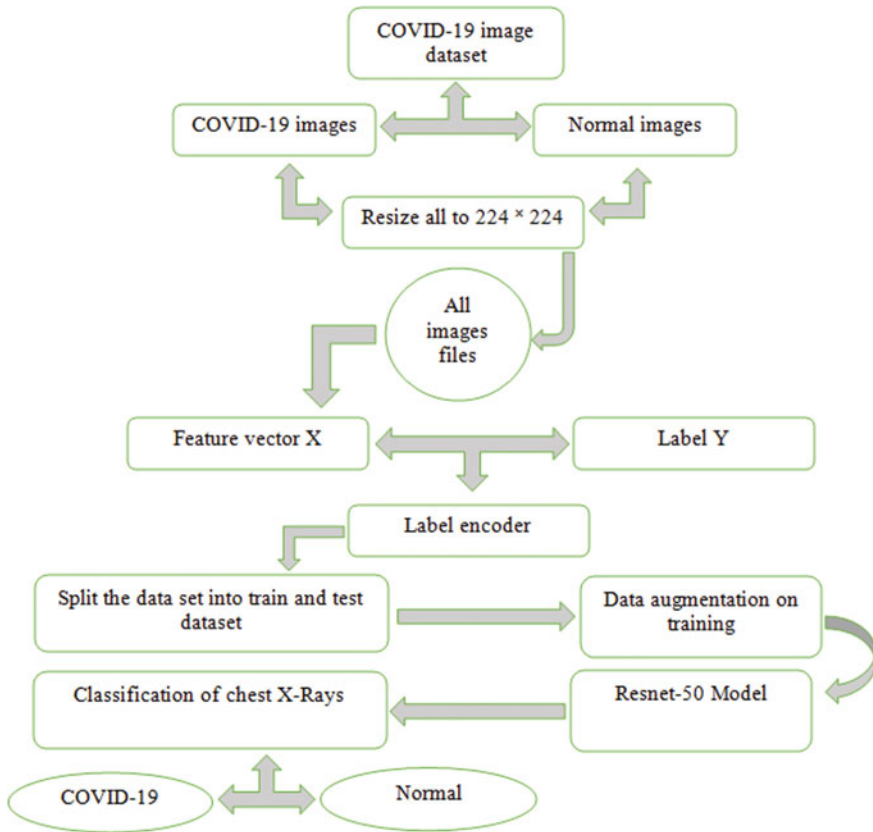 COVID-19 image
dataset
COVID-19 images
Normal images
Resize all to 224 × 224
All
images
files
Feature vector X
Label Y
Label encoder
Split the data set into train and test
dataset
Data augmentation on
training
Classification of chest X-Rays
Resnet-50 Model
COVID-19
Normal